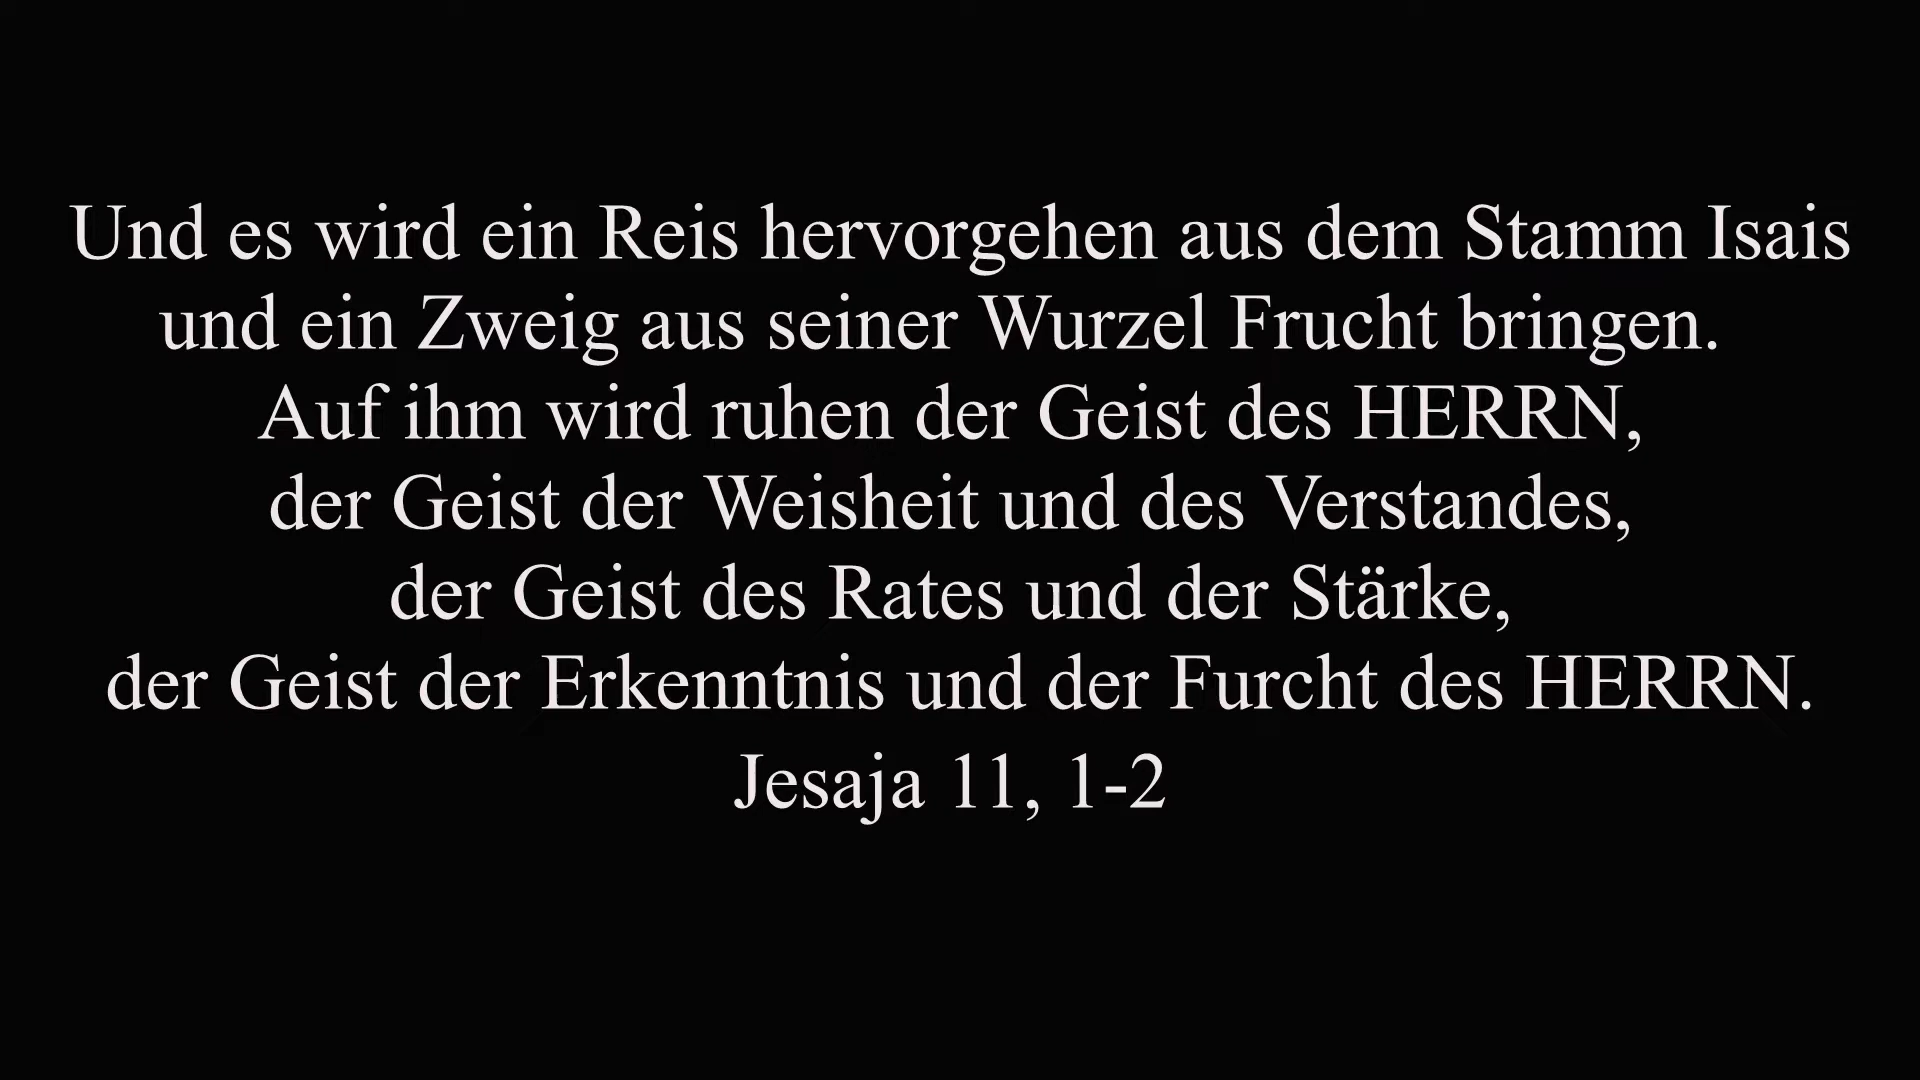 Und es wird ein Reis hervorgehen aus dem Stamm Isais
und ein Zweig aus seiner Wurzel Frucht bringen.
Auf ihm wird ruhen der Geist des HERRN,
der Geist der Weisheit und des Verstandes,
der Geist des Rates und der Stärke,
der Geist der Erkenntnis und der Furcht des HERRN.
Jesaja 11, 1-2